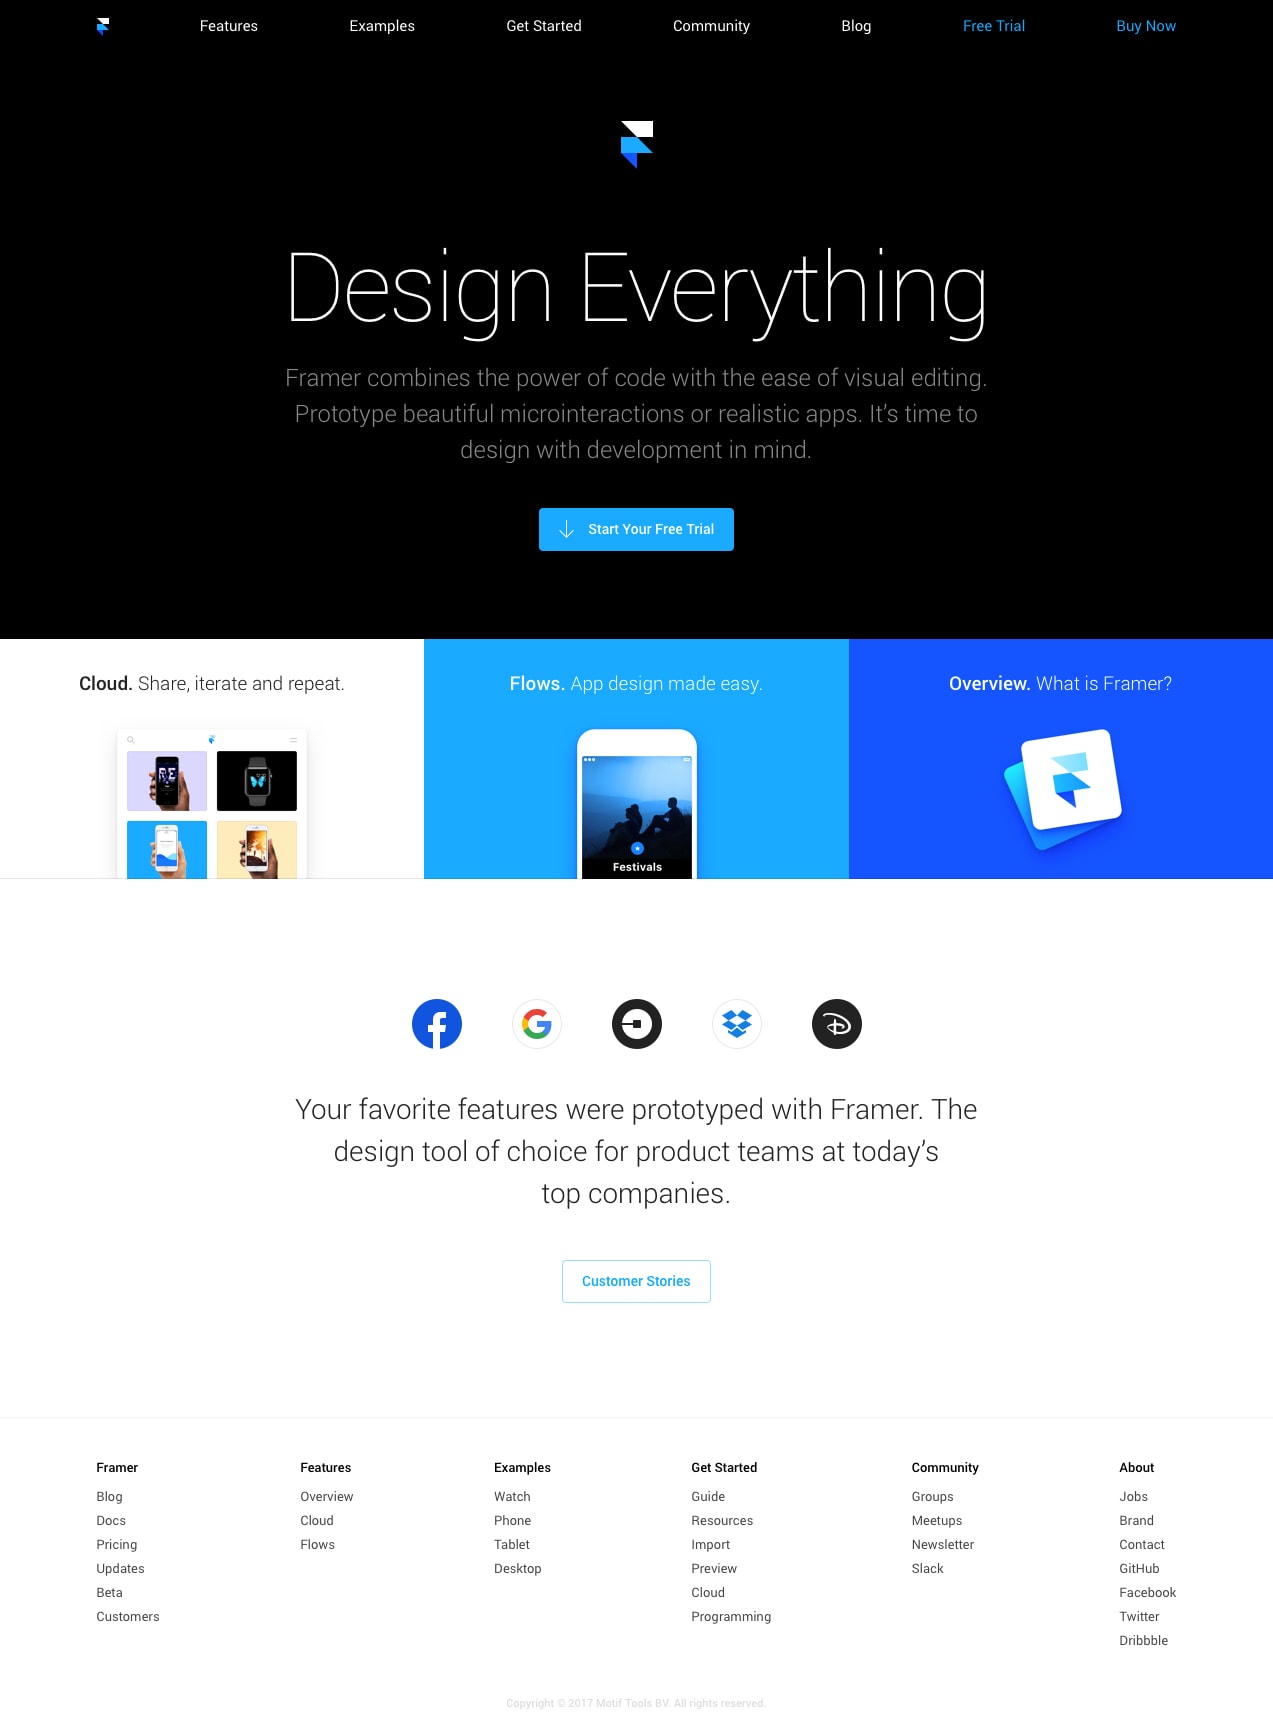 Features Examples Get Started Community Blog Free Trial Buy Now
Design Everything
Framer combines the power of code with the ease of visual editing.
Prototype beautiful microinteractions or realistic apps. It’s time to
design with development in mind.
Start Your Free Trial
Cloud. Share, iterate and repeat.
Flows. App design made easy.
Festivals
Overview. What is Framer?
Your favorite features were prototyped with Framer. The
design tool of choice for product teams at today’s
top companies.
Customer Stories
Framer
Blog
Docs
Pricing
Updates
Beta
Customers
Features
Overview
Cloud
Flows
Examples
Watch
Phone
Tablet
Desktop
Get Started
Guide
Resources
Import
Preview
Cloud
Programming
Community
Groups
Meetups
Newsletter
Slack
About
Jobs
Brand
Contact
GitHub
Facebook
Twitter
Dribbble
Copyright © 2017 Motif Tools BV. All rights reserved.